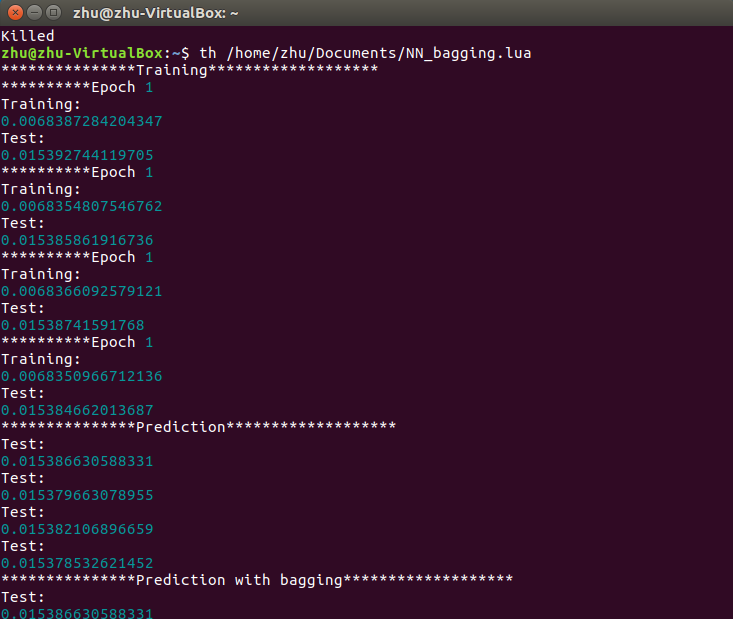 zhu@zhu-VirtualBox: ~
Killed
zhu@zhu-VirtualBox:~$ th /home/zhu/Documents/NN_bagging.lua
***************Training*******************
**********Epoch 1
Training:
0.0068387284204347
Test:
0.015392744119705
**********Epoch 1
Training:
0.0068354807546762
Test:
0.015385861916736
**********Epoch 1
Training:
0.0068366092579121
Test:
0.01538741591768
**********Epoch 1
Training:
0.0068350966712136
Test:
0.015384662013687
***************Prediction*******************
Test:
0.015386630588331
Test:
0.015379663078955
Test:
0.015382106896659
Test:
0.015378532621452
***************Prediction with bagging*******************
Test:
0.015386630588331